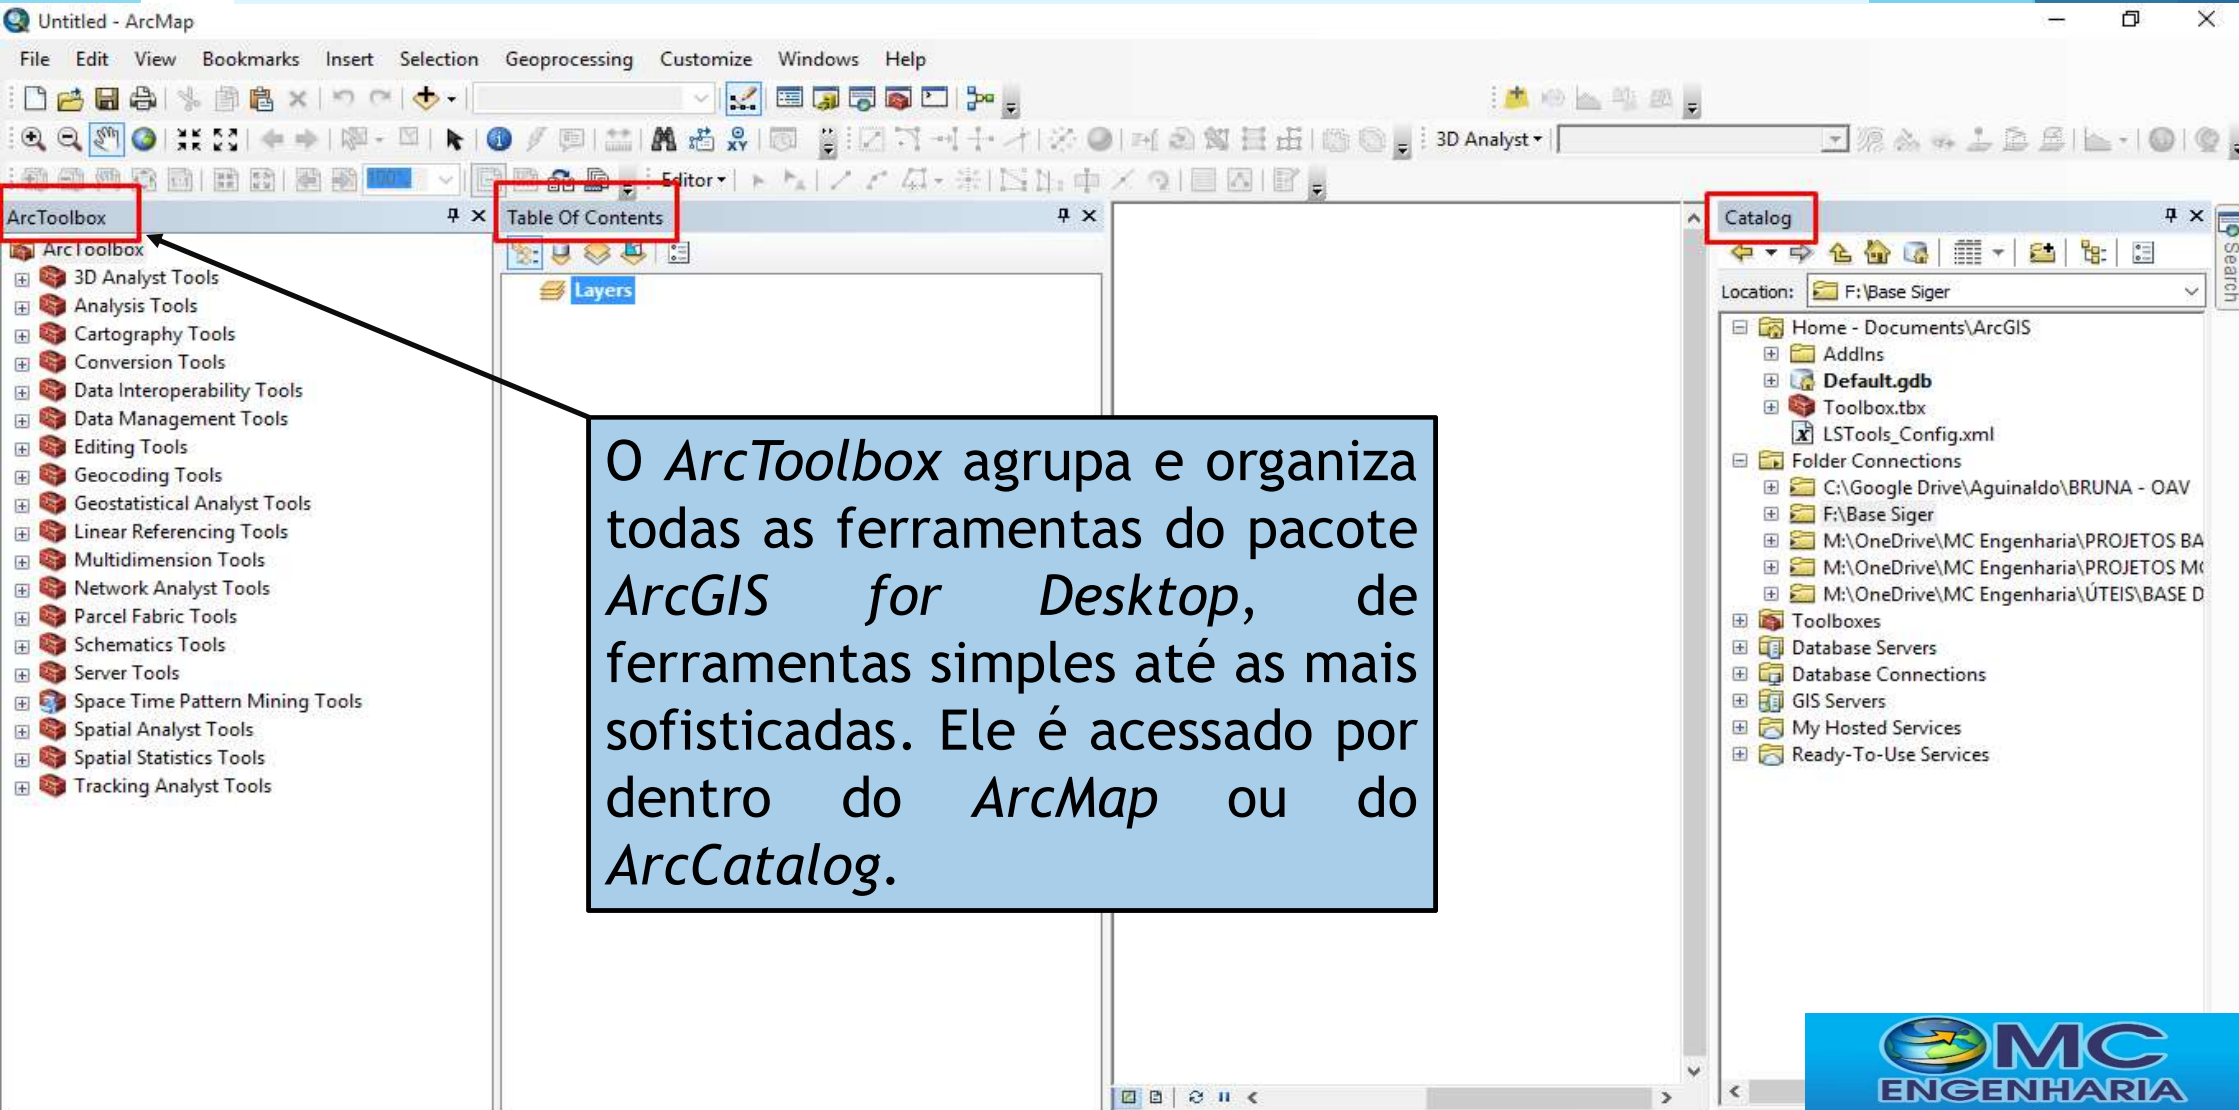 Untitled - ArcMap
File Edit View Bookmarks Insert Selection Geoprocessing Customize Windows Help
3D Analyst
100%
Editor
ArcToolbox
ArcToolbox
3D Analyst Tools
Analysis Tools
Cartography Tools
Conversion Tools
Data Interoperability Tools
Data Management Tools
Editing Tools
Geocoding Tools
Geostatistical Analyst Tools
Linear Referencing Tools
Multidimension Tools
Network Analyst Tools
Parcel Fabric Tools
Schematics Tools
Server Tools
Space Time Pattern Mining Tools
Spatial Analyst Tools
Spatial Statistics Tools
Tracking Analyst Tools
Table Of Contents
Layers
O ArcToolbox agrupa e organiza
todas as ferramentas do pacote
ArcGIS for Desktop, de
ferramentas simples até as mais
sofisticadas. Ele é acessado por
dentro do ArcMap ou do
ArcCatalog.
Catalog
Location: F:\Base Siger
Home - Documents\ArcGIS
AddIns
Default.gdb
Toolbox.tbx
LSTools_Config.xml
Folder Connections
C:\Google Drive\Aguinaldo\BRUNA - OAV
F:\Base Siger
M:\OneDrive\MC Engenharia\PROJETOS BA
M:\OneDrive\MC Engenharia\PROJETOS MC
M:\OneDrive\MC Engenharia\ÚTEIS\BASE D
Toolboxes
Database Servers
Database Connections
GIS Servers
My Hosted Services
Ready-To-Use Services
Search
MC
ENGENHARIA